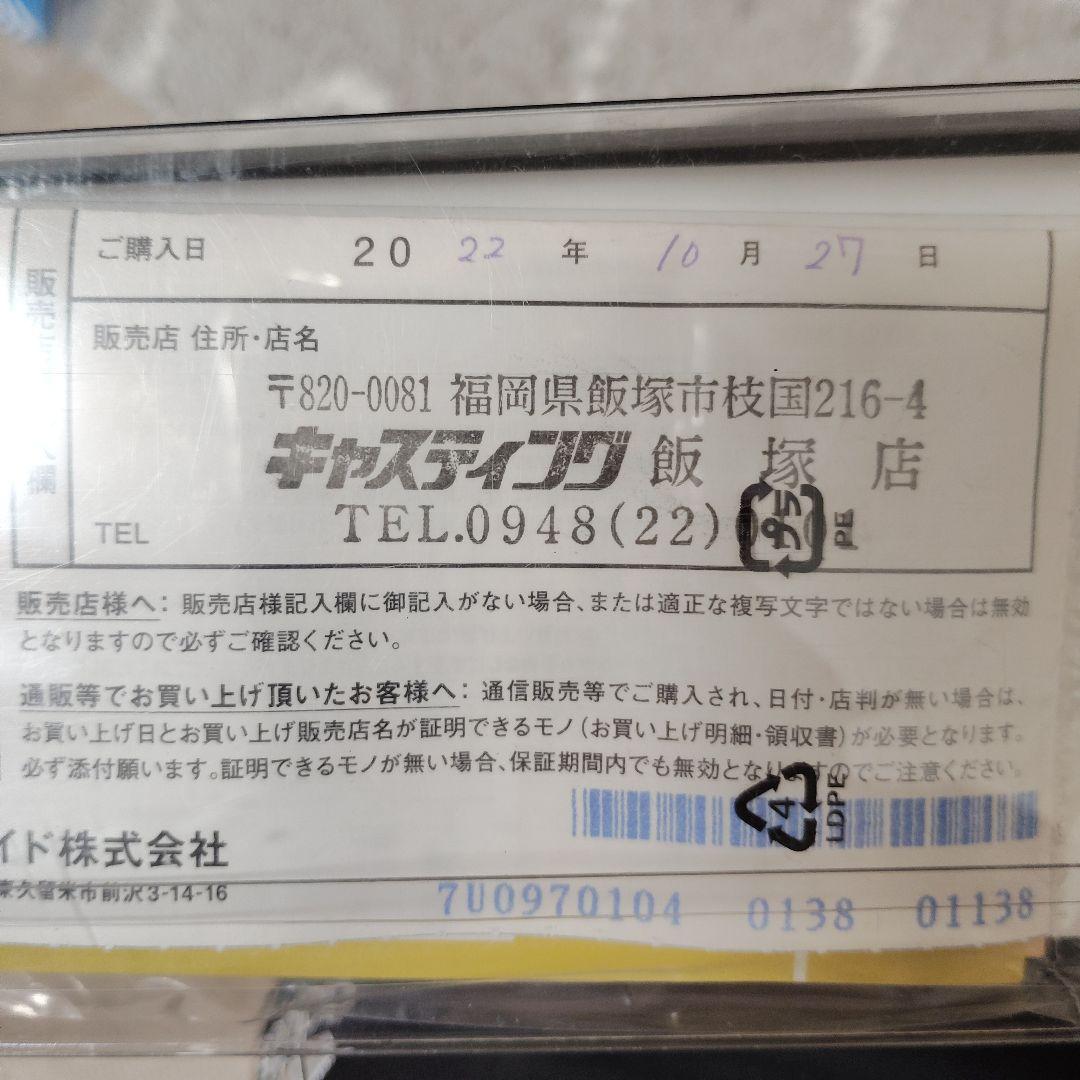 ご購入日 20 22 年 10 月 27 日
販売店 住所・店名
〒820-0081 福岡県飯塚市枝国216-4
キャスティング 飯塚店
TEL TEL.0948(22)
プラ PE
販売店様へ：販売店様記入欄に御記入がない場合、または適正な複写文字ではない場合は無効
となりますので必ずご確認ください。
通販等でお買い上げ頂いたお客様へ：通信販売等でご購入され、日付・店判が無い場合は、
お買い上げ日とお買い上げ販売店名が証明できるモノ(お買い上げ明細・領収書)が必要となります。
必ず添付願います。証明できるモノが無い場合、保証期間内でも無効となりますのでご注意ください。
4 LDPE
イド株式会社
東久留米市前沢3-14-16
7U0970104 0138 01138